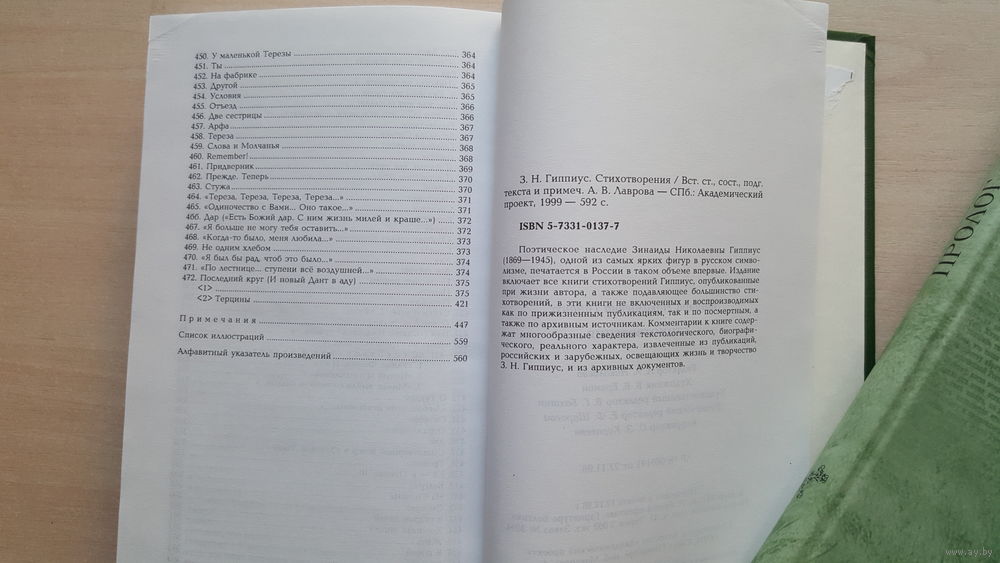 450. У маленькой Терезы 364
451. Ты 364
452. На фабрике 364
453. Другой 365
454. Условия 365
455. Отъезд 366
456. Две сестрицы 366
457. Арфа 367
458. Тереза 367
459. Слова и Молчанья 368
460. Remember! 368
461. Придверник 369
462. Прежде. Теперь 370
463. Стужа 370
464. «Тереза, Тереза, Тереза, Тереза...» 371
465. «Одиночество с Вами... Оно такое...» 371
466. Дар («Есть Божий дар. С ним жизнь милей и краше...») 372
467. «Я больше не могу тебя оставить...» 372
468. «Когда-то было, меня любила...» 373
469. Не одним хлебом 373
470. «Я был бы рад, чтоб это было...» 374
471. «По лестнице... ступени всё воздушней...» 374
472. Последний круг (И новый Дант в аду) 375
<1> 375
<2> Терцины 421
Примечания 447
Список иллюстраций 559
Алфавитный указатель произведений 560
З. Н. Гиппиус. Стихотворения / Вст. ст., сост., подг.
текста и примеч. А. В. Лаврова — СПб.: Академический
проект, 1999 — 592 с.
ISBN 5-7331-0137-7
Поэтическое наследие Зинаиды Николаевны Гиппиус
(1869—1945), одной из самых ярких фигур в русском симво-
лизме, печатается в России в таком объеме впервые. Издание
включает все книги стихотворений Гиппиус, опубликованные
при жизни автора, а также подавляющее большинство сти-
хотворений, в эти книги не включенных и воспроизводимых
как по прижизненным публикациям, так и по посмертным, а
также по архивным источникам. Комментарии к книге содер-
жат многообразные сведения текстологического, биографи-
ческого, реального характера, извлеченные из публикаций,
российских и зарубежных, освещающих жизнь и творчество
З. Н. Гиппиус, и из архивных документов.
www.ay.by